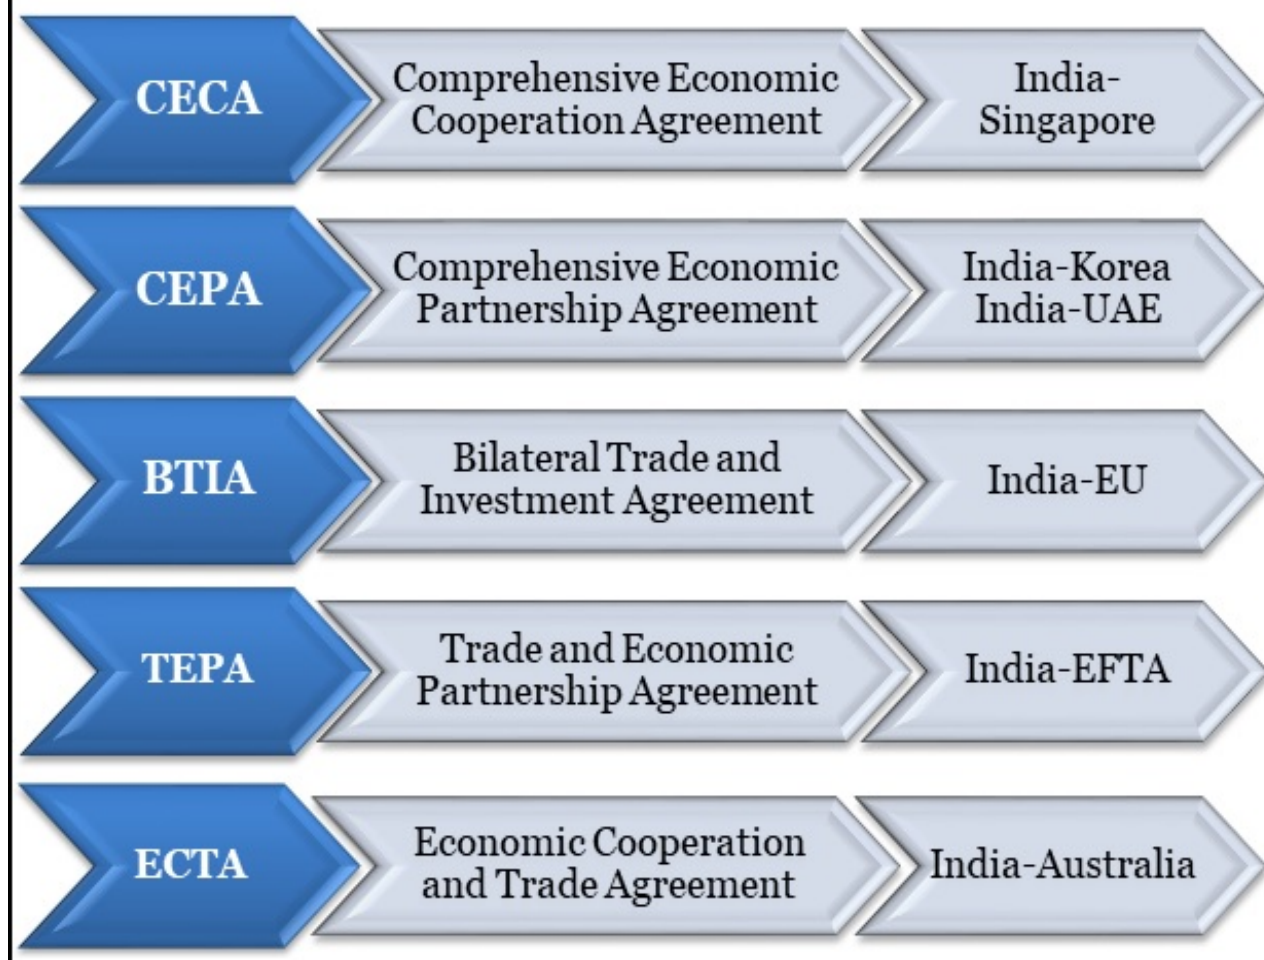 CECA
Comprehensive Economic
Cooperation Agreement
India-
Singapore
CEPA
Comprehensive Economic
Partnership Agreement
India-Korea
India-UAE
BTIA
Bilateral Trade and
Investment Agreement
India-EU
TEPA
Trade and Economic
Partnership Agreement
India-EFTA
ECTA
Economic Cooperation
and Trade Agreement
India-Australia